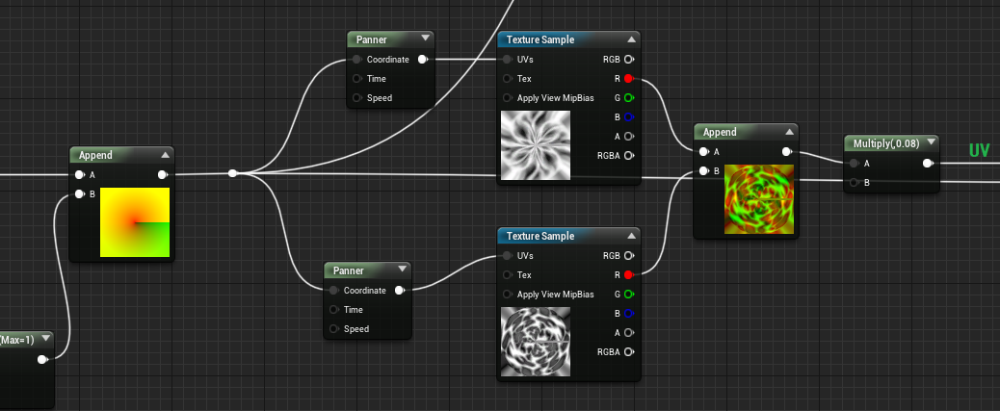 Panner
Coordinate
Time
Speed
Texture Sample
UVs RGB
Tex R
Apply View MipBias G
B
A
RGBA
Append
A
B
(Max=1)
Panner
Coordinate
Time
Speed
Texture Sample
UVs RGB
Tex R
Apply View MipBias G
B
A
RGBA
Append
A
B
Multiply(,0.08)
A
B
UV